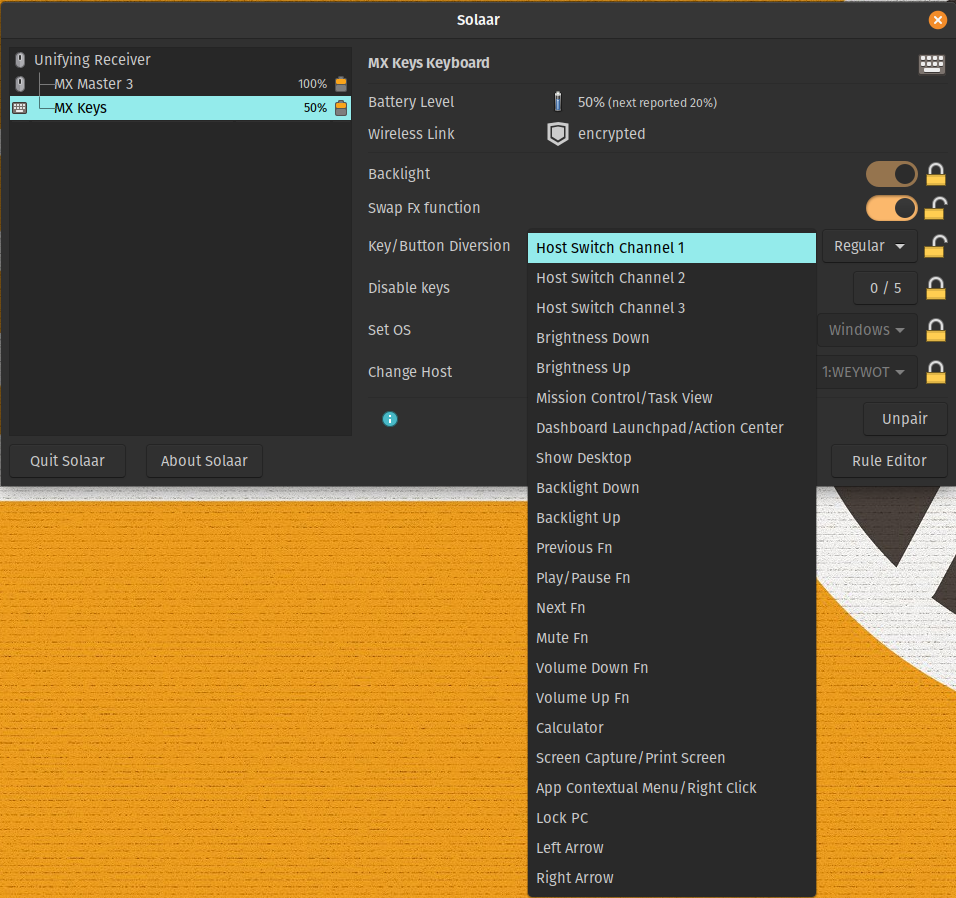 Solaar
Unifying Receiver
MX Master 3 100%
MX Keys 50%
MX Keys Keyboard
Battery Level 50% (next reported 20%)
Wireless Link encrypted
Backlight
Swap Fx function
Key/Button Diversion Regular
Disable keys 0 / 5
Set OS Windows
Change Host 1:WEYWOT
Host Switch Channel 1
Host Switch Channel 2
Host Switch Channel 3
Brightness Down
Brightness Up
Mission Control/Task View
Dashboard Launchpad/Action Center
Show Desktop
Backlight Down
Backlight Up
Previous Fn
Play/Pause Fn
Next Fn
Mute Fn
Volume Down Fn
Volume Up Fn
Calculator
Screen Capture/Print Screen
App Contextual Menu/Right Click
Lock PC
Left Arrow
Right Arrow
Unpair
Quit Solaar About Solaar Rule Editor